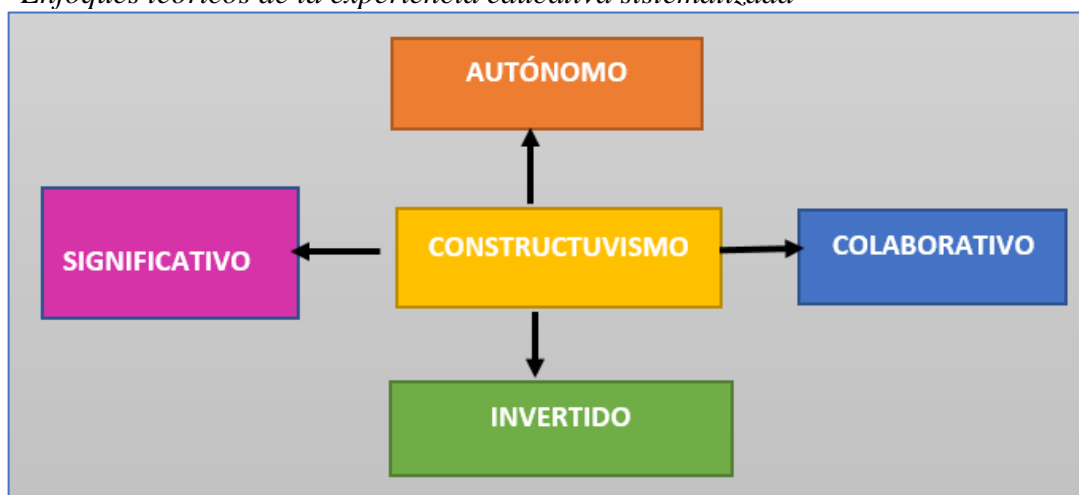 Enfoques teóricos de la experiencia educativa sistematizada
AUTÓNOMO
SIGNIFICATIVO
CONSTRUCTUVISMO
COLABORATIVO
INVERTIDO